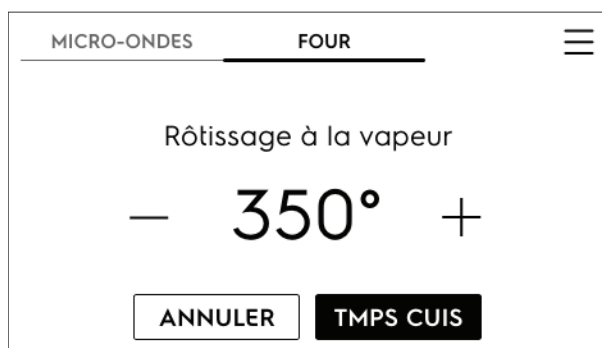 MICRO-ONDES FOUR
Rôtissage à la vapeur
— 350° +
ANNULER TMPS CUIS